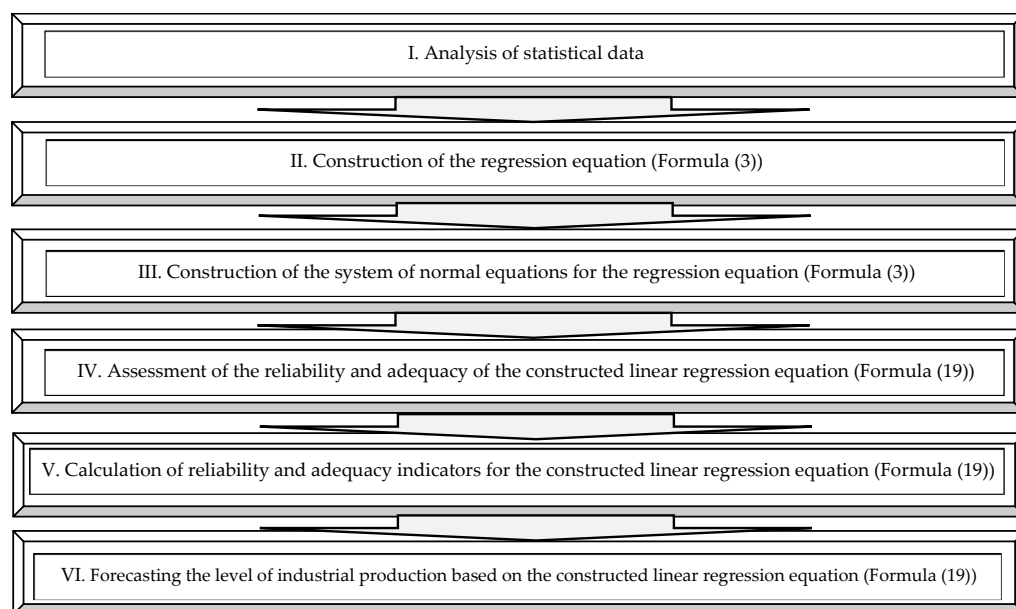 I. Analysis of statistical data
II. Construction of the regression equation (Formula (3))
III. Construction of the system of normal equations for the regression equation (Formula (3))
IV. Assessment of the reliability and adequacy of the constructed linear regression equation (Formula (19))
V. Calculation of reliability and adequacy indicators for the constructed linear regression equation (Formula (19))
VI. Forecasting the level of industrial production based on the constructed linear regression equation (Formula (19))